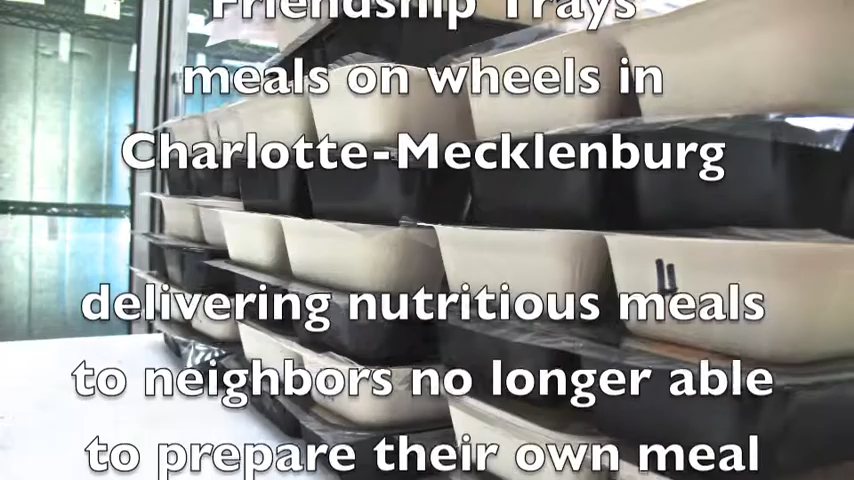 Friendship Trays
meals on wheels in
Charlotte-Mecklenburg
delivering nutritious meals
to neighbors no longer able
to prepare their own meal